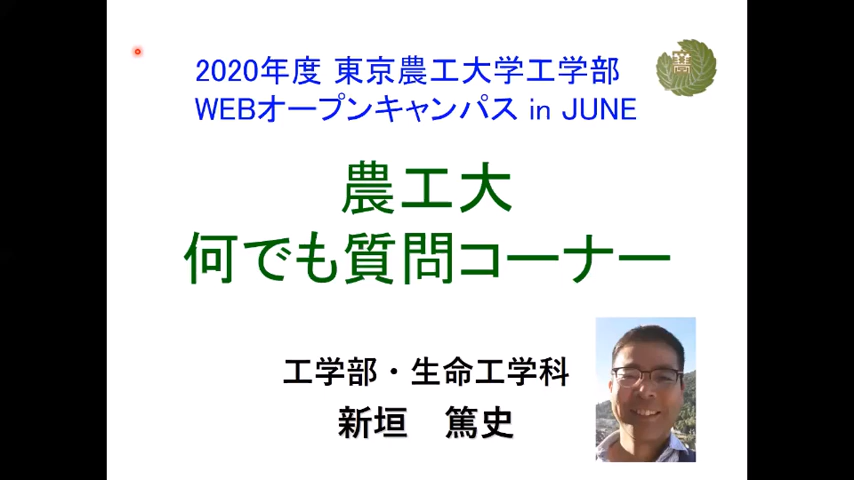 2020年度 東京農工大学工学部
WEBオープンキャンパス in JUNE
農工大
何でも質問コーナー
工学部・生命工学科
新垣　篤史